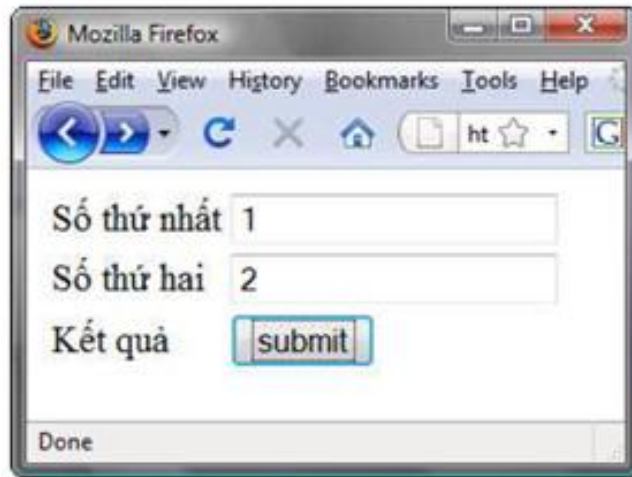 Mozilla Firefox
File Edit View History Bookmarks Tools Help
ht
Số thứ nhất 1
Số thứ hai 2
Kết quả submit
Done